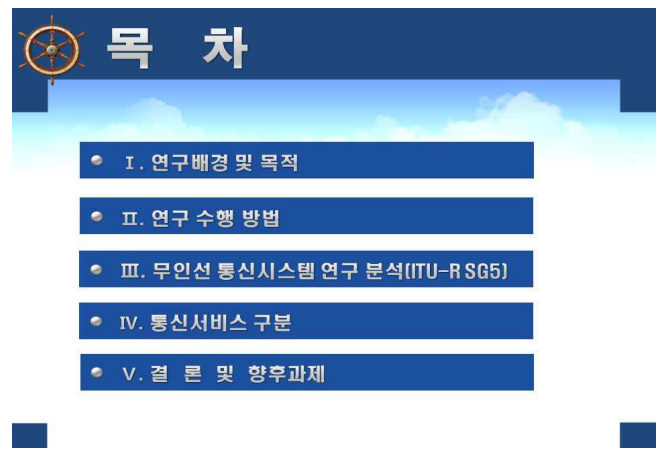 목 차
Ⅰ. 연구배경 및 목적
Ⅱ. 연구 수행 방법
Ⅲ. 무인선 통신시스템 연구 분석(ITU-R SG5)
Ⅳ. 통신서비스 구분
Ⅴ. 결 론 및 향후과제